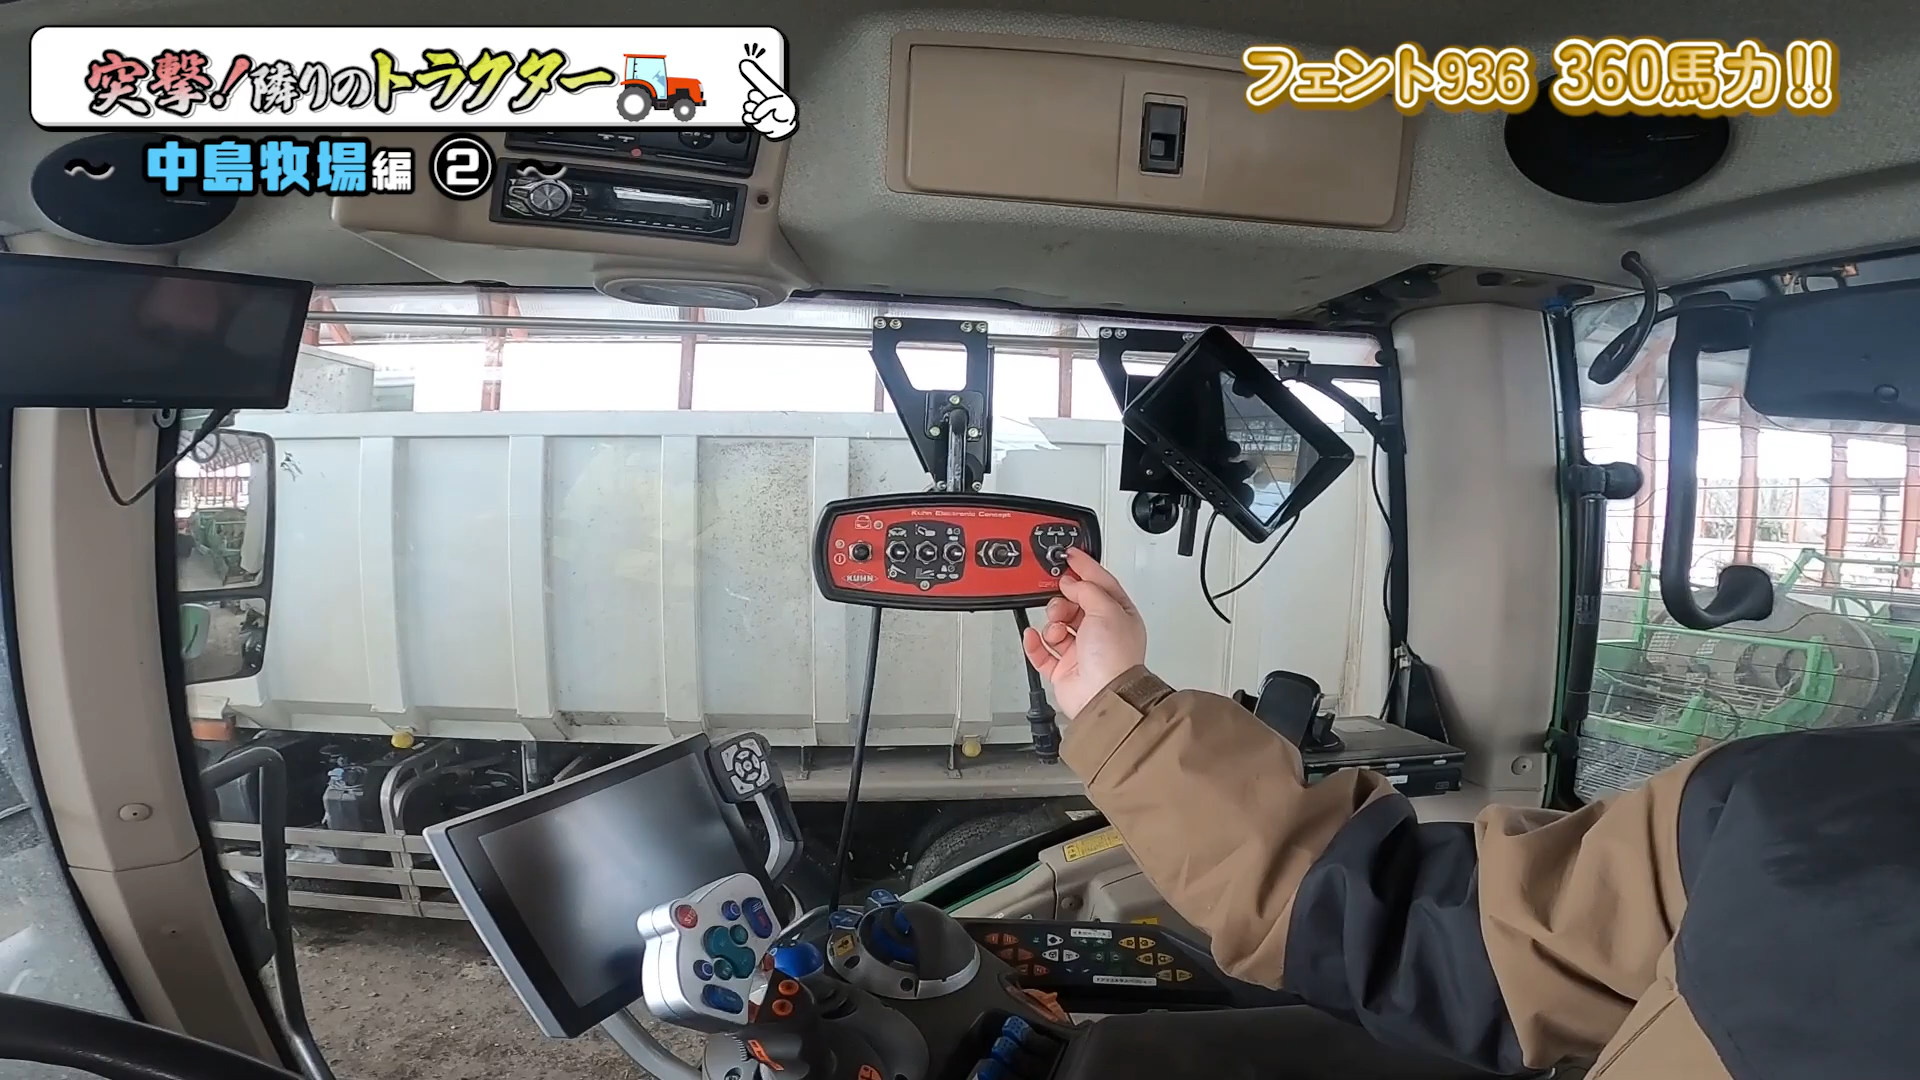 突撃!隣りのトラクター
〜 中島牧場編 ② 〜
フェント936 360馬力!!
Kuhn Electronic Concept
KUHN